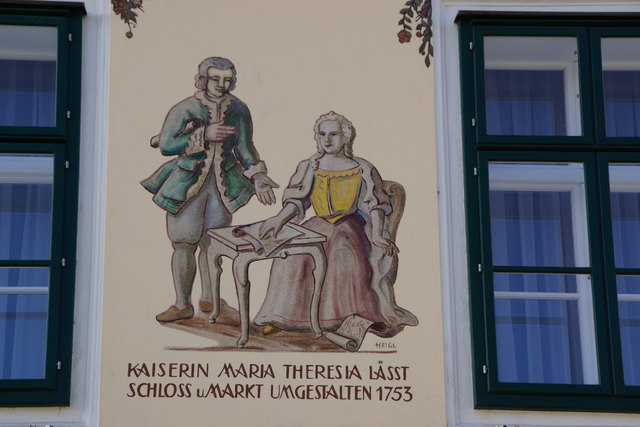 HEIGL
KAISERIN MARIA THERESIA LÄSST
SCHLOSS u MARKT UMGESTALTEN 1753